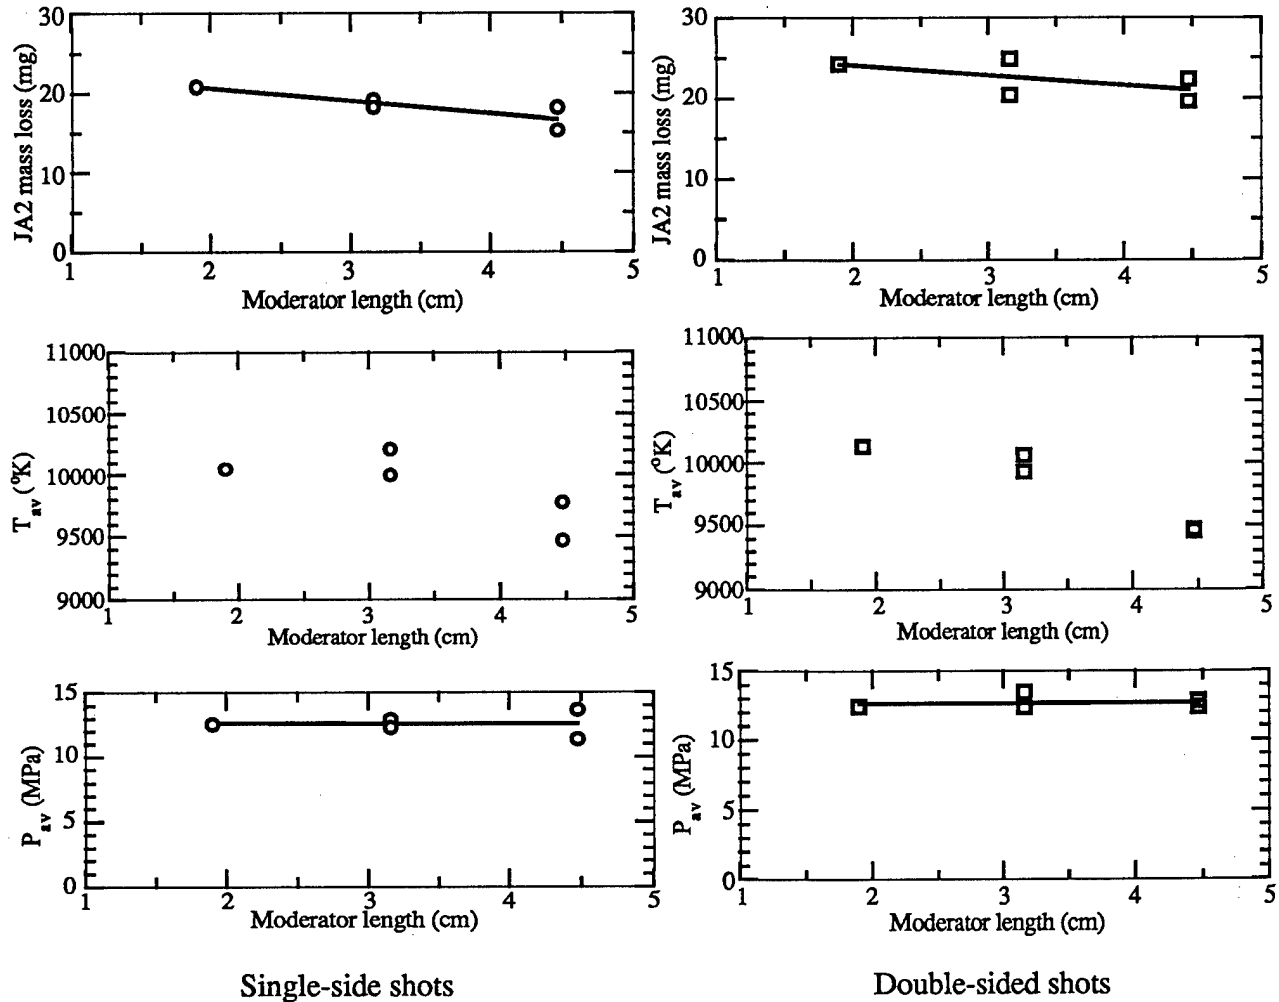 30
20
10
0
JA2 mass loss (mg)
1 2 3 4 5
Moderator length (cm)
30
20
10
0
JA2 mass loss (mg)
1 2 3 4 5
Moderator length (cm)
11000
10500
10000
9500
9000
Tav (°K)
1 2 3 4 5
Moderator length (cm)
11000
10500
10000
9500
9000
Tav (°K)
1 2 3 4 5
Moderator length (cm)
15
10
5
0
Pav (MPa)
1 2 3 4 5
Moderator length (cm)
15
10
5
0
Pav (MPa)
1 2 3 4 5
Moderator length (cm)
Single-side shots
Double-sided shots